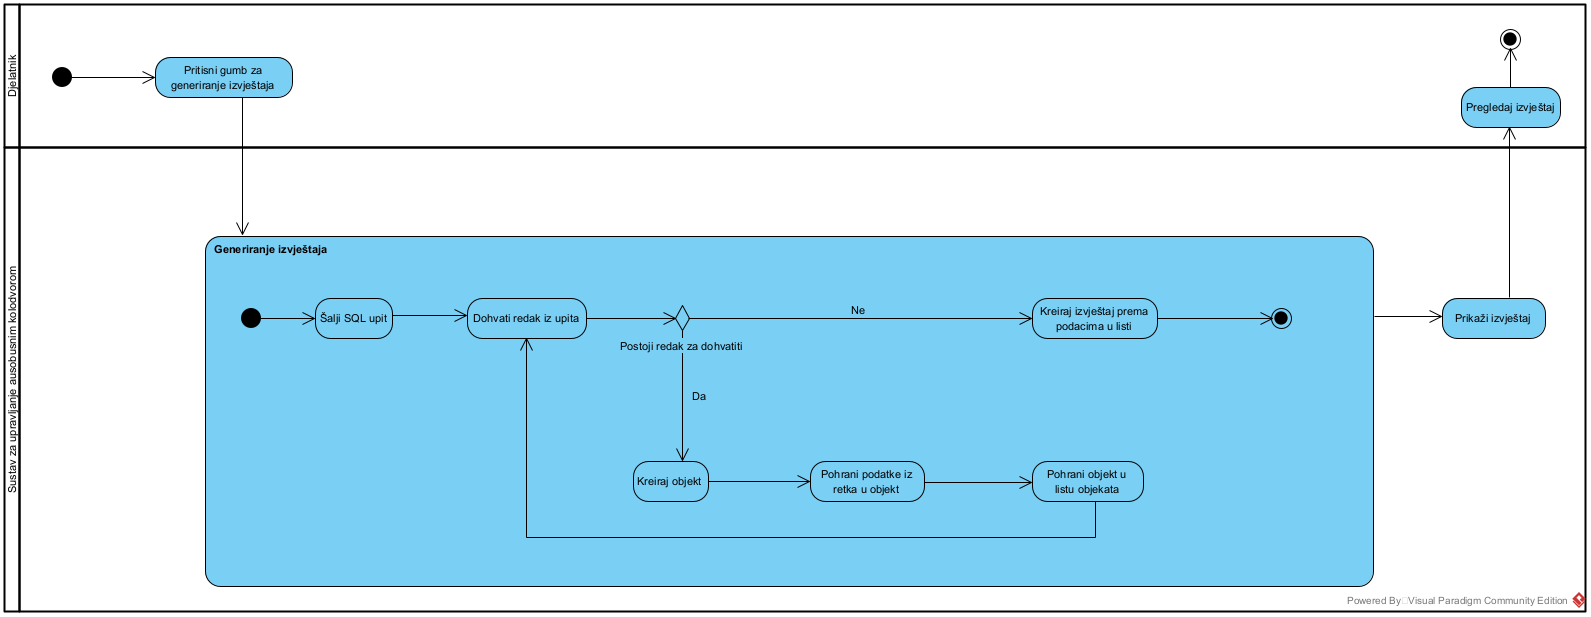 Djelatnik
Pritisni gumb za
generiranje izvještaja
Pregledaj izvještaj
Sustav za upravljanje ausobusnim kolodvorom
Generiranje izvještaja
Šalji SQL upit
Dohvati redak iz upita
Ne
Kreiraj izvještaj prema
podacima u listi
Prikaži izvještaj
Postoji redak za dohvatiti
Da
Kreiraj objekt
Pohrani podatke iz
retka u objekt
Pohrani objekt u
listu objekata
Powered By Visual Paradigm Community Edition